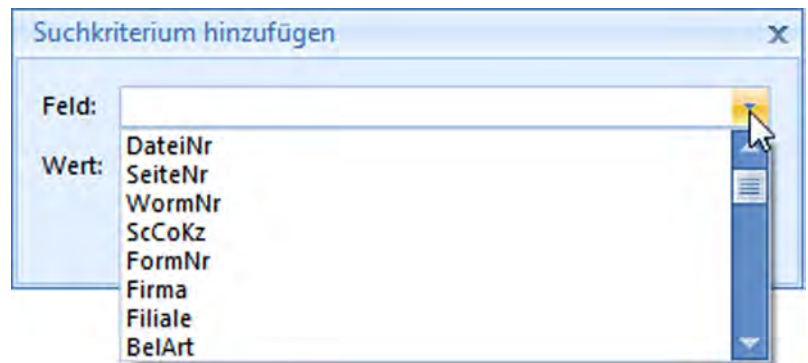 Suchkriterium hinzufügen
Feld:
Wert:
DateiNr
SeiteNr
WormNr
ScCoKz
FormNr
Firma
Filiale
BelArt